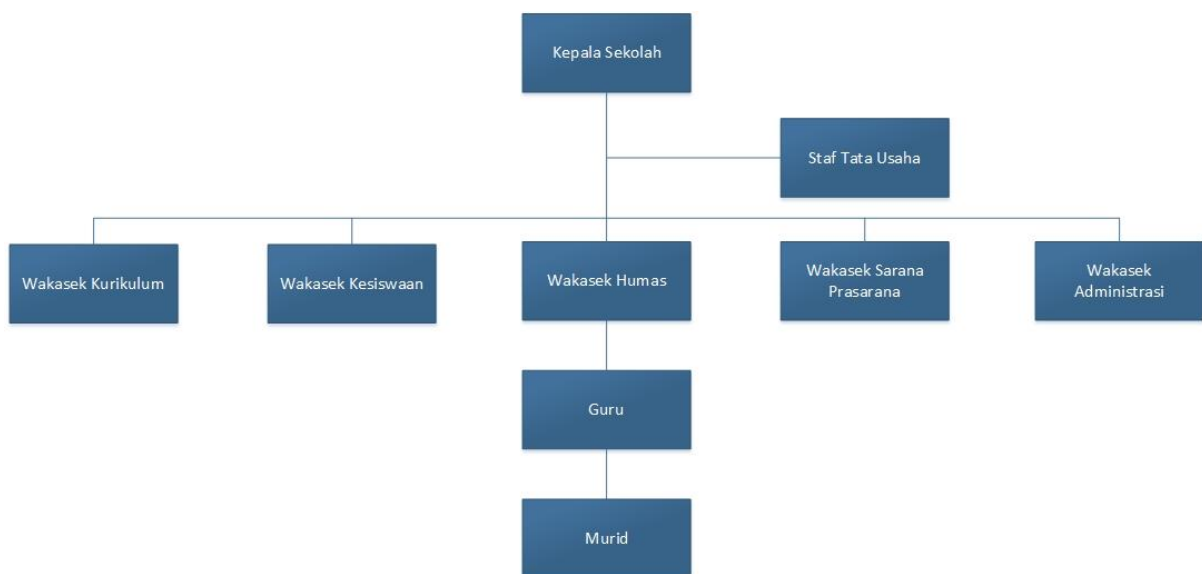 Kepala Sekolah
Staf Tata Usaha
Wakasek Kurikulum
Wakasek Kesiswaan
Wakasek Humas
Wakasek Sarana
Prasarana
Wakasek
Administrasi
Guru
Murid